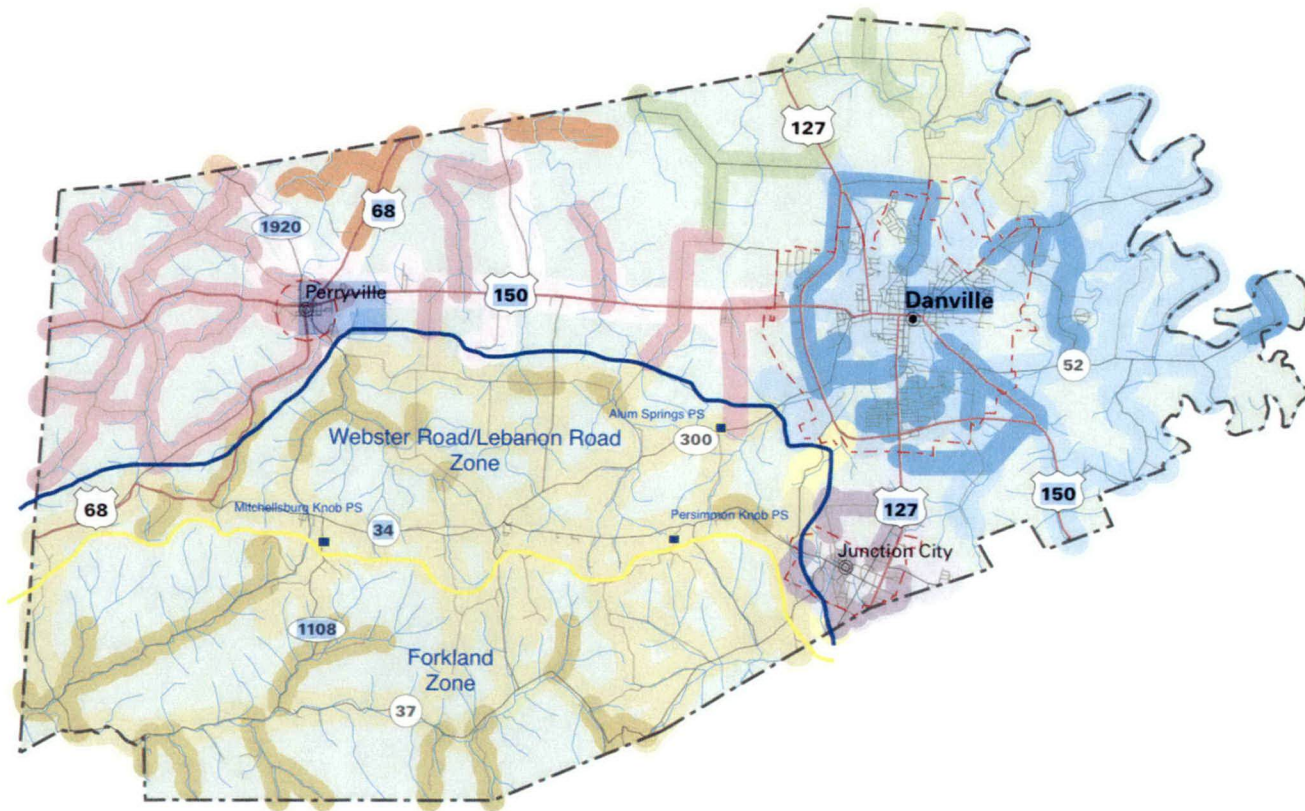 127
68
1920
Perryville
150
Danville
52
Alum Springs PS
Webster Road/Lebanon Road
Zone
300
150
68
Mitchellsburg Knob PS
Persimmon Knob PS
127
34
Junction City
1108
Forkland
Zone
37